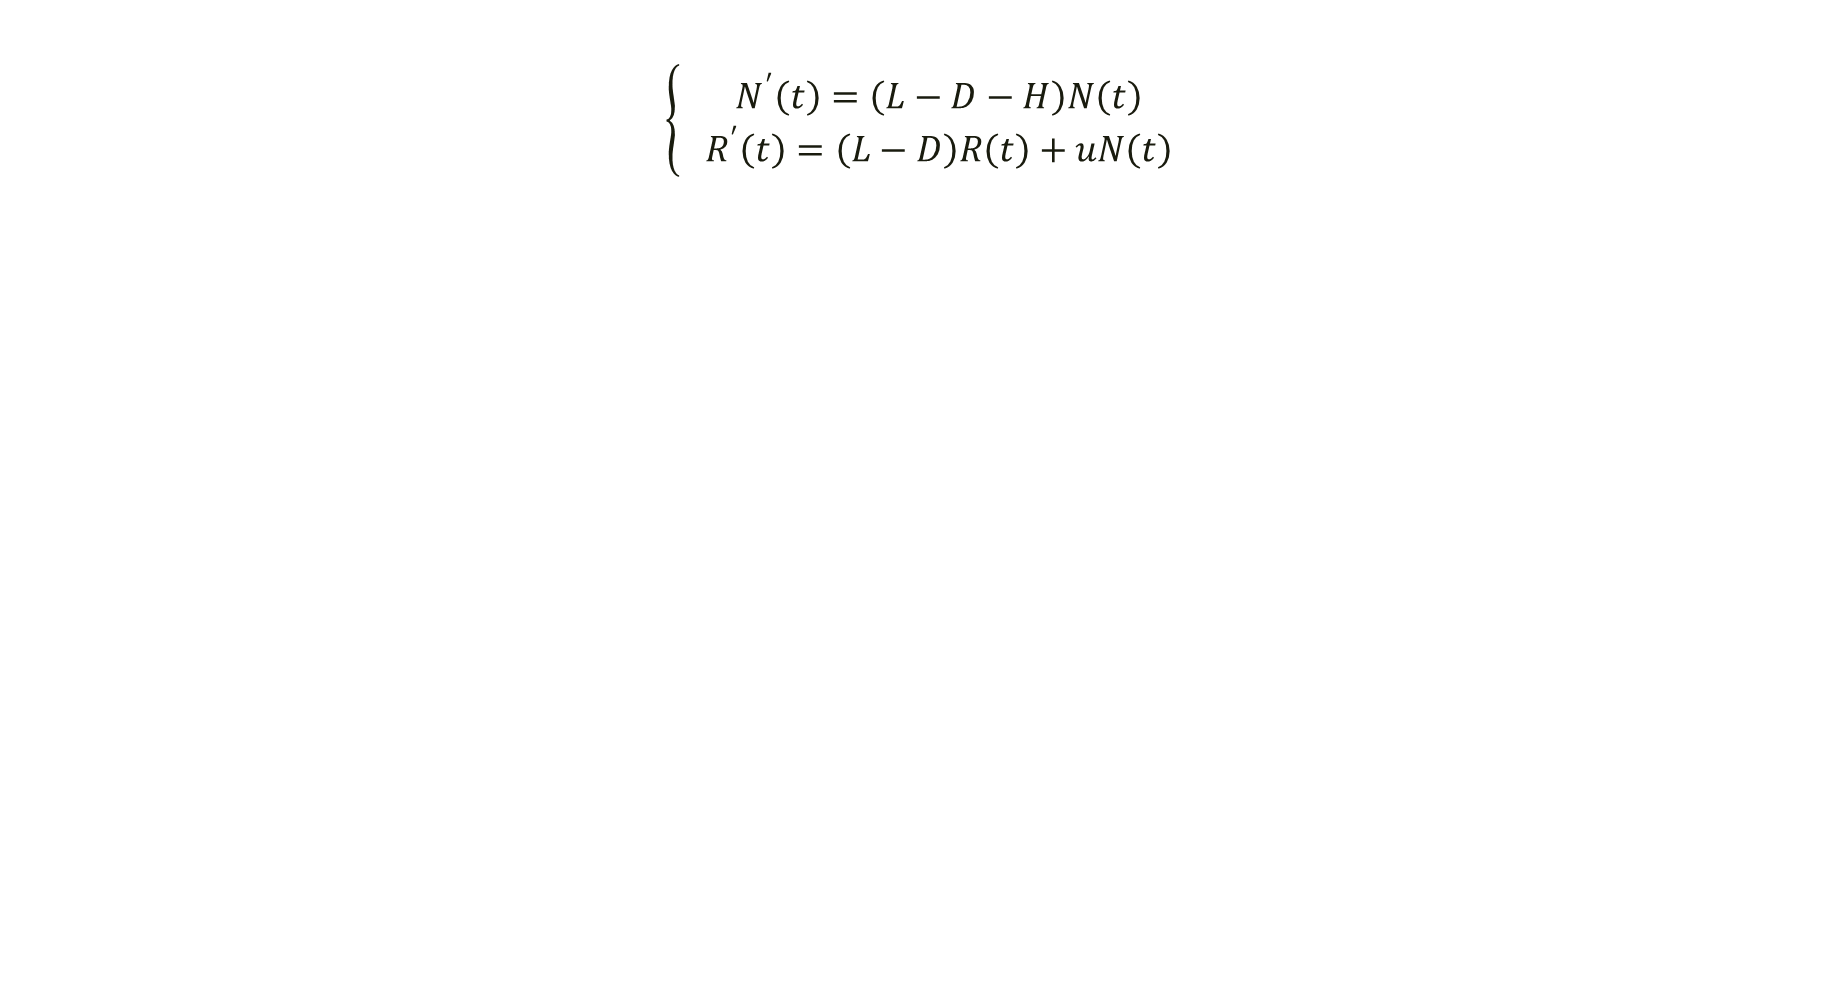 N′(t) = (L − D − H)N(t)
R′(t) = (L − D)R(t) + uN(t)